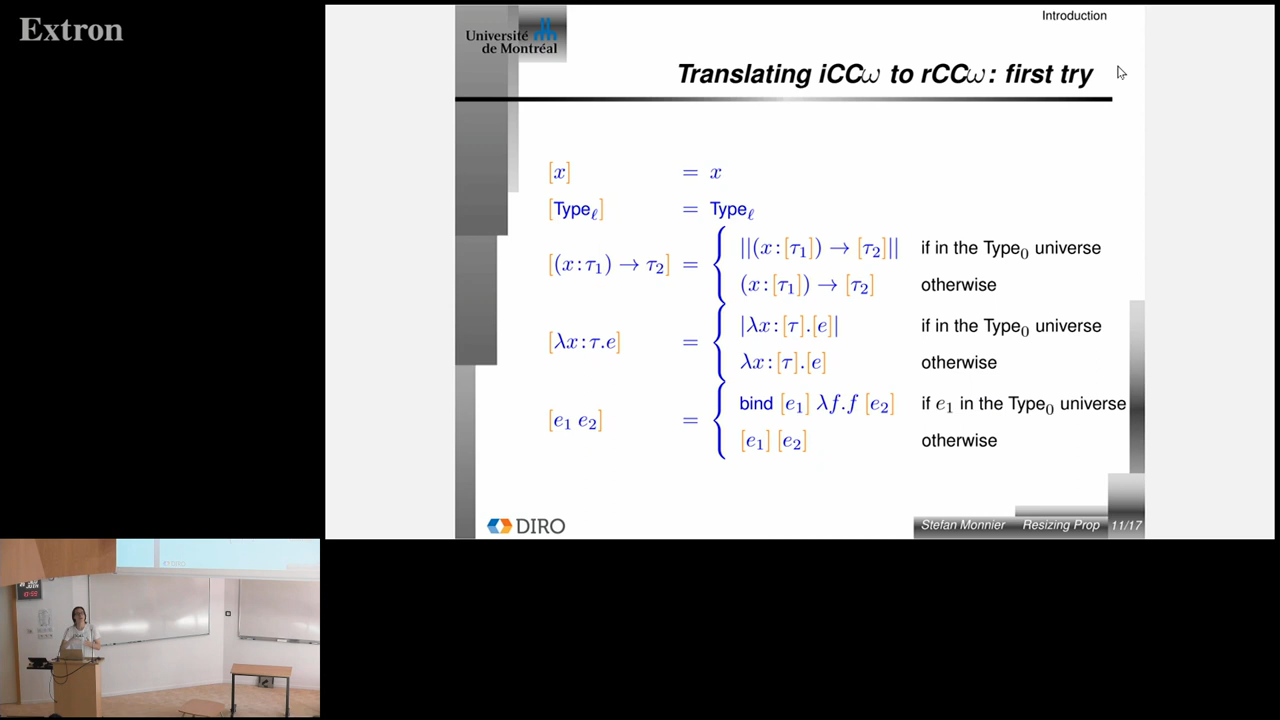 Extron
Introduction
Université
de Montréal
Translating iCCω to rCCω: first try
[x] = x
[Typeℓ] = Typeℓ
[(x:τ₁) → τ₂] = { ||(x:[τ₁]) → [τ₂]|| if in the Type₀ universe
(x:[τ₁]) → [τ₂] otherwise
[λx:τ.e] = { |λx:[τ].[e]| if in the Type₀ universe
λx:[τ].[e] otherwise
[e₁ e₂] = { bind [e₁] λf.f [e₂] if e₁ in the Type₀ universe
[e₁] [e₂] otherwise
DIRO
Stefan Monnier Resizing Prop 11/17